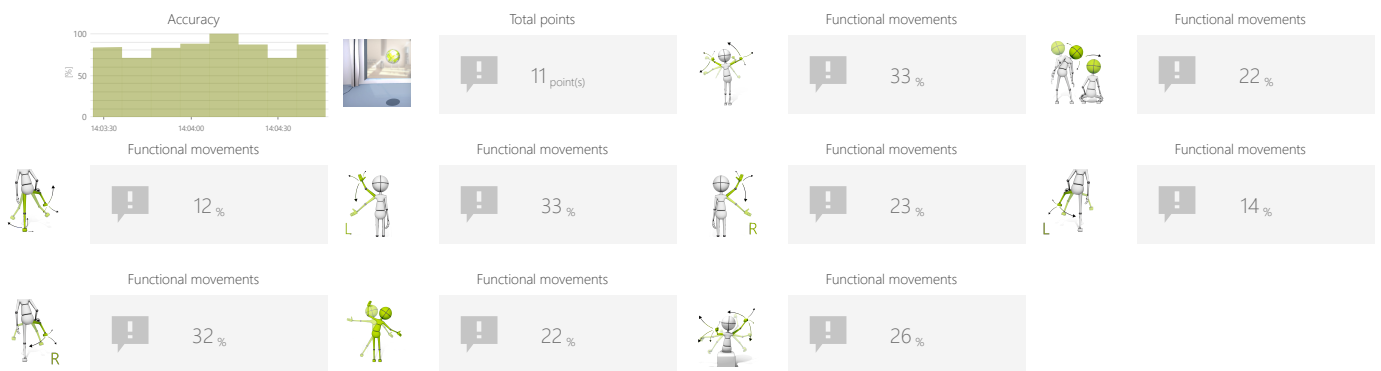 Accuracy
Total points
Functional movements
Functional movements
100
50
0
[%]
14:03:30
14:04:00
14:04:30
!
11 point(s)
!
33 %
!
22 %
Functional movements
Functional movements
Functional movements
Functional movements
!
12 %
L
!
33 %
R
!
23 %
L
!
14 %
Functional movements
Functional movements
Functional movements
R
!
32 %
!
22 %
!
26 %